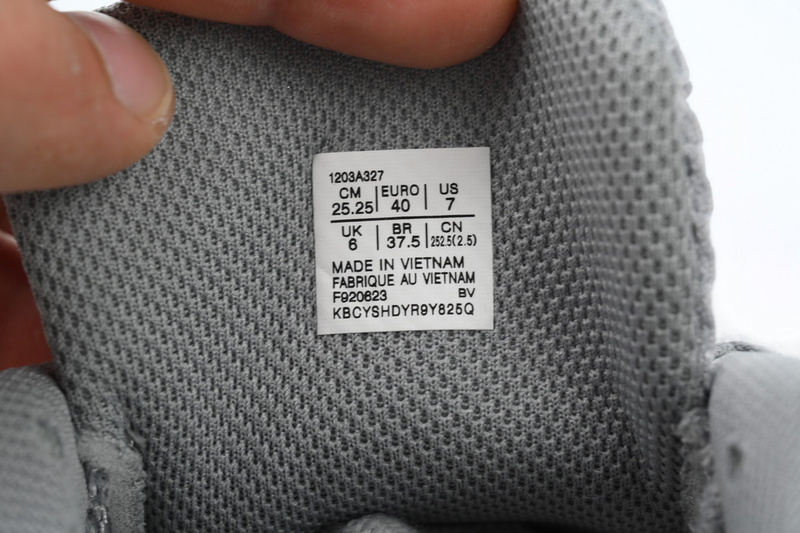 1203A327
CM EURO US
25.25 40 7
UK BR CN
6 37.5 252.5(2.5)
MADE IN VIETNAM
FABRIQUE AU VIETNAM
F920623 BV
KBCYSHDYR9Y825Q